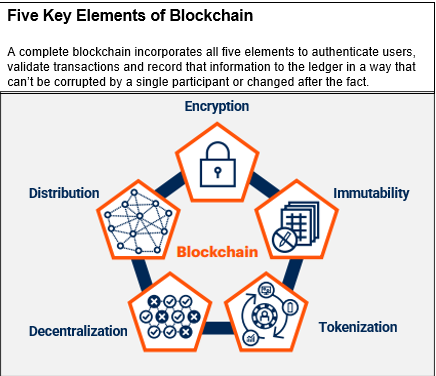 Five Key Elements of Blockchain
A complete blockchain incorporates all five elements to authenticate users,
validate transactions and record that information to the ledger in a way that
can't be corrupted by a single participant or changed after the fact.
Encryption
Distribution
Immutability
Blockchain
Decentralization
Tokenization